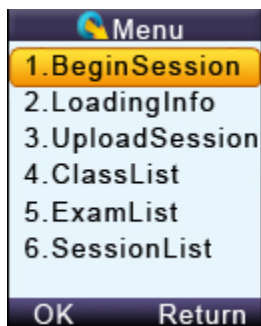 Menu
1.BeginSession
2.LoadingInfo
3.UploadSession
4.ClassList
5.ExamList
6.SessionList
OK Return